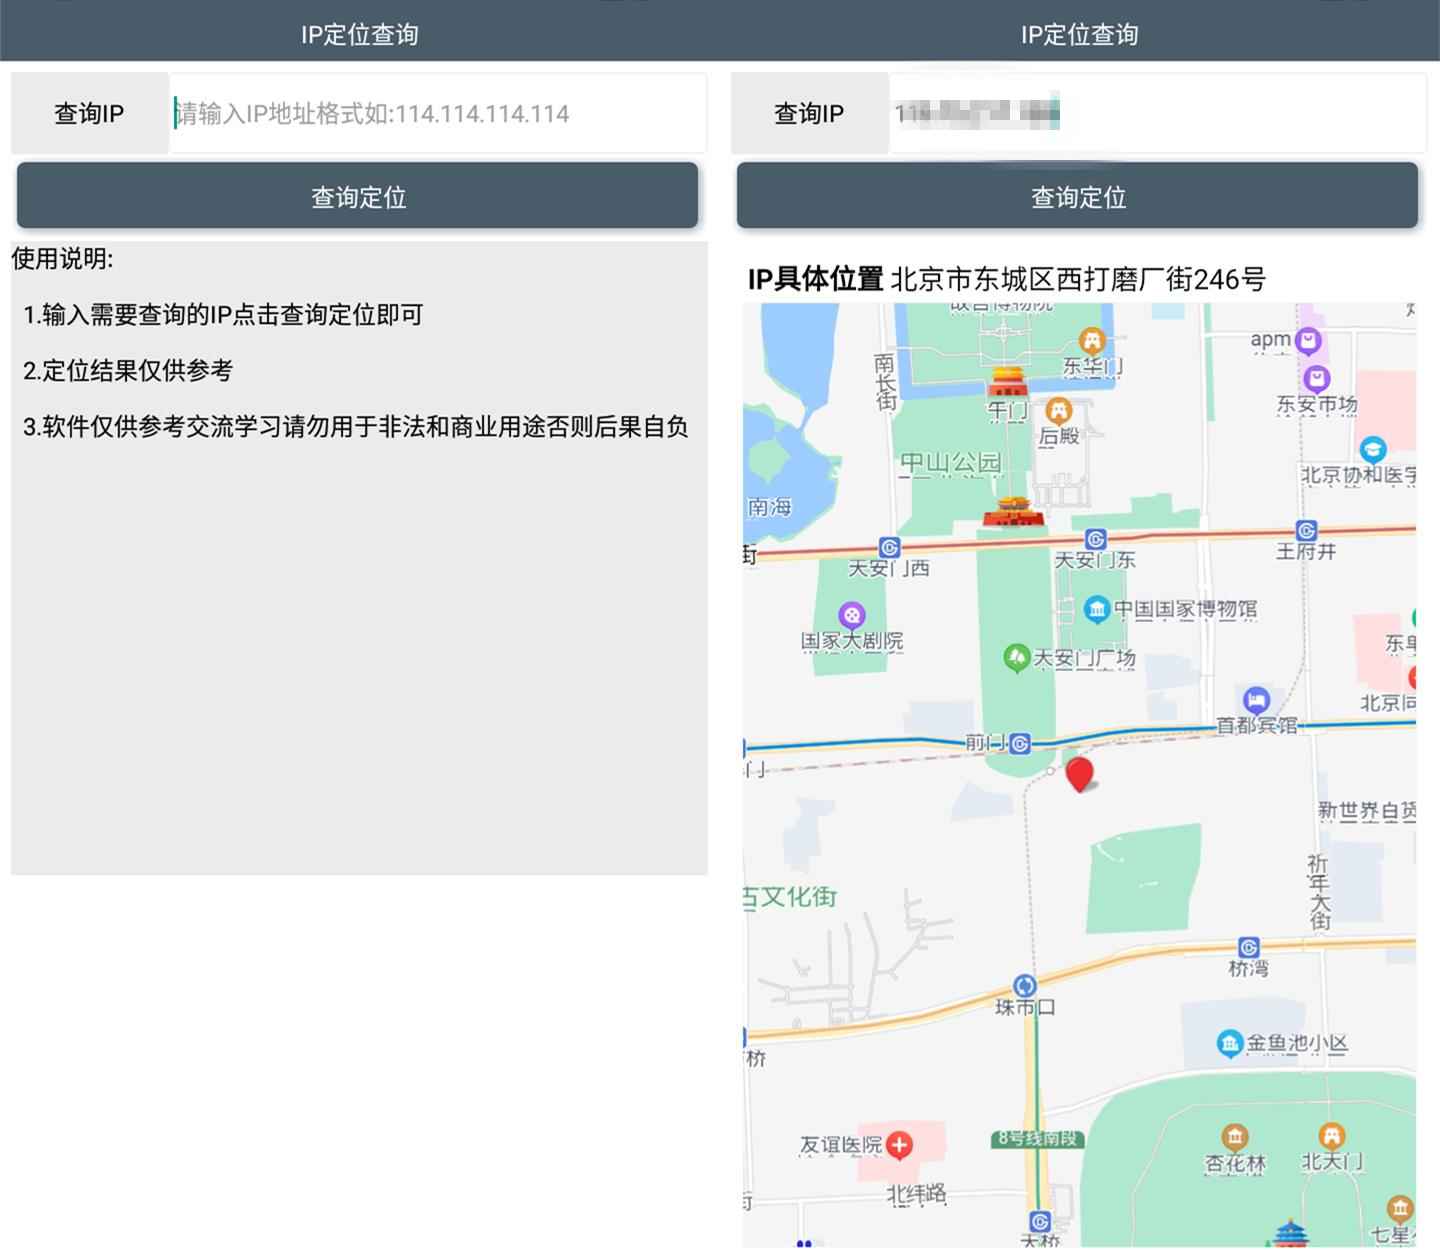 IP定位查询
查询IP
请输入IP地址格式如:114.114.114.114
查询定位
使用说明:
1.输入需要查询的IP点击查询定位即可
2.定位结果仅供参考
3.软件仅供参考交流学习请勿用于非法和商业用途否则后果自负
IP定位查询
查询IP
查询定位
IP具体位置 北京市东城区西打磨厂街246号
故宫博物院
apm
东华门
南长街
东安市场
午门
后殿
中山公园
北京协和医学
南海
街
天安门西
天安门东
王府井
中国国家博物馆
国家大剧院
天安门广场
北京同
首都宾馆
前门
门
新世界百货
祈年大街
古文化街
桥湾
珠市口
金鱼池小区
桥
8号线南段
友谊医院
杏花林
北天门
北纬路
街
七星
天桥